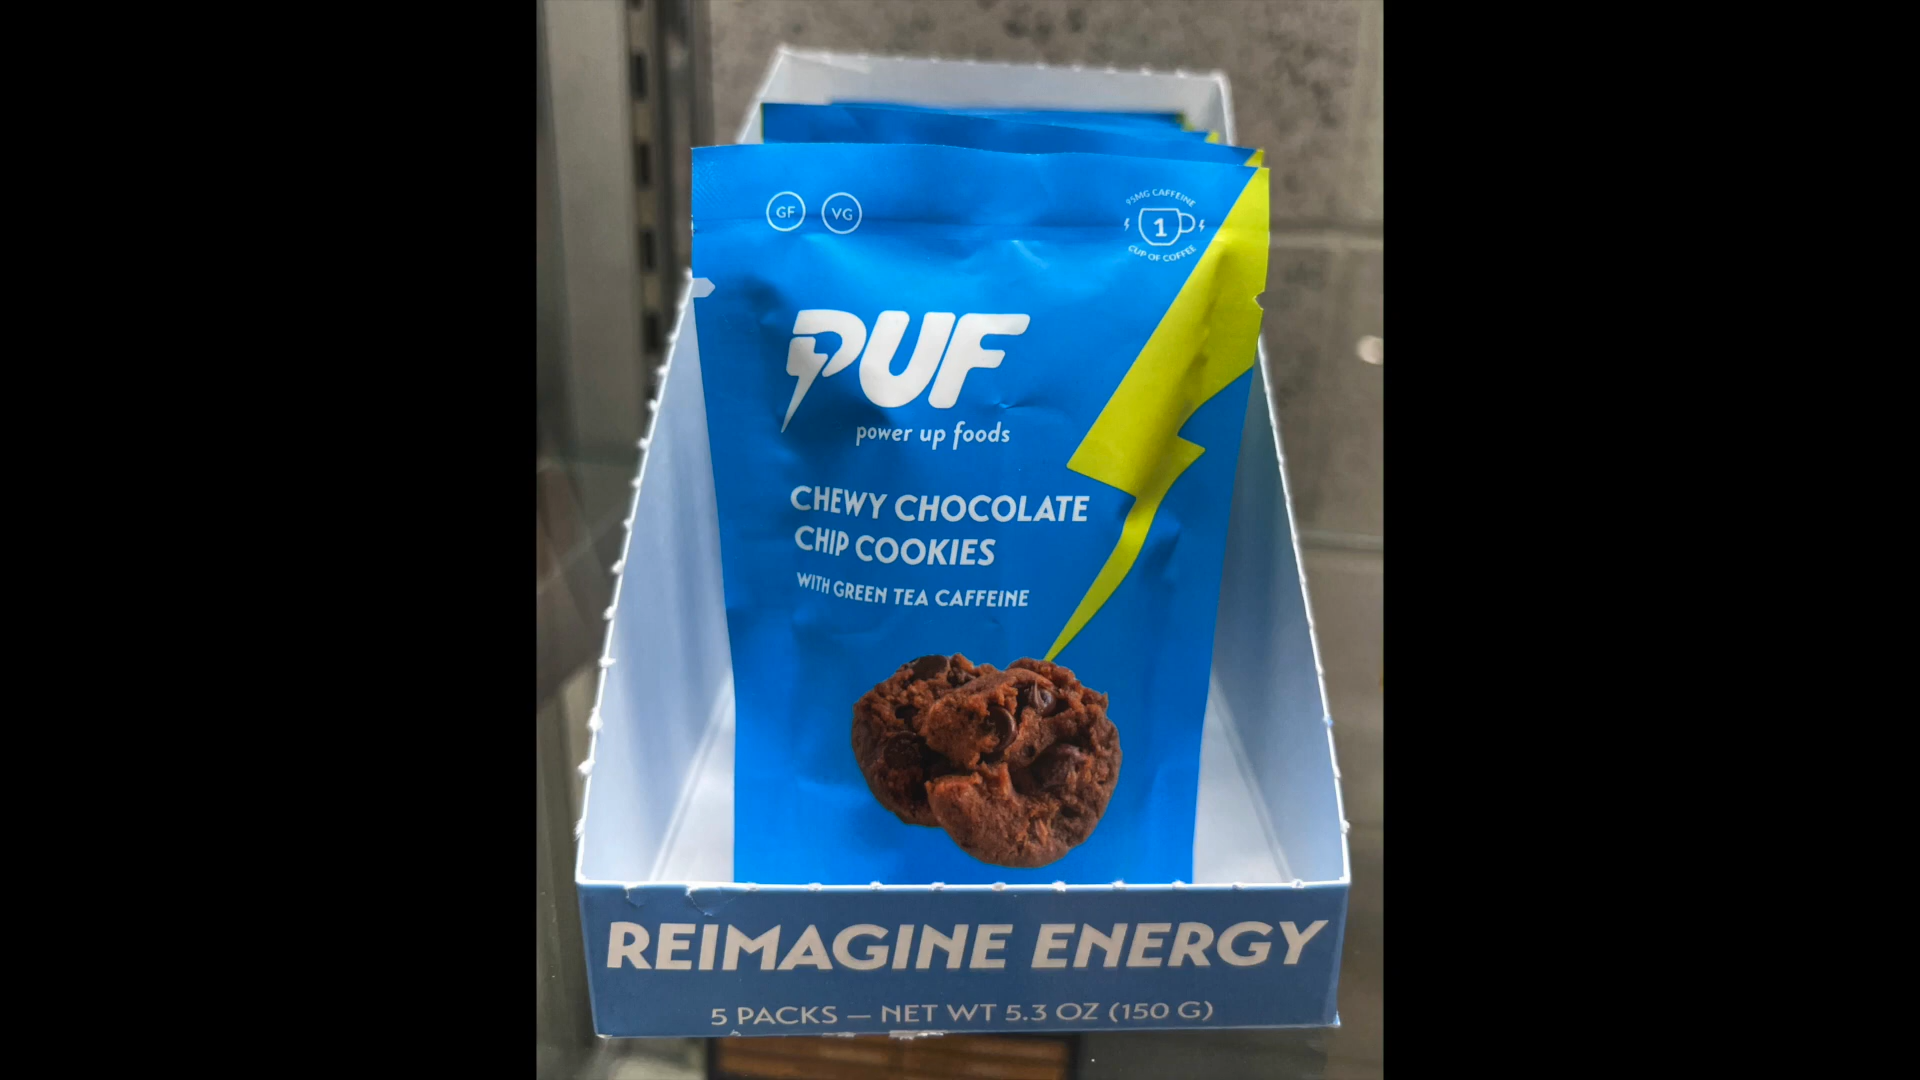 GF VG
95MG CAFFEINE
1
CUP OF COFFEE
PUF
power up foods
CHEWY CHOCOLATE
CHIP COOKIES
WITH GREEN TEA CAFFEINE
REIMAGINE ENERGY
5 PACKS — NET WT 5.3 OZ (150 G)